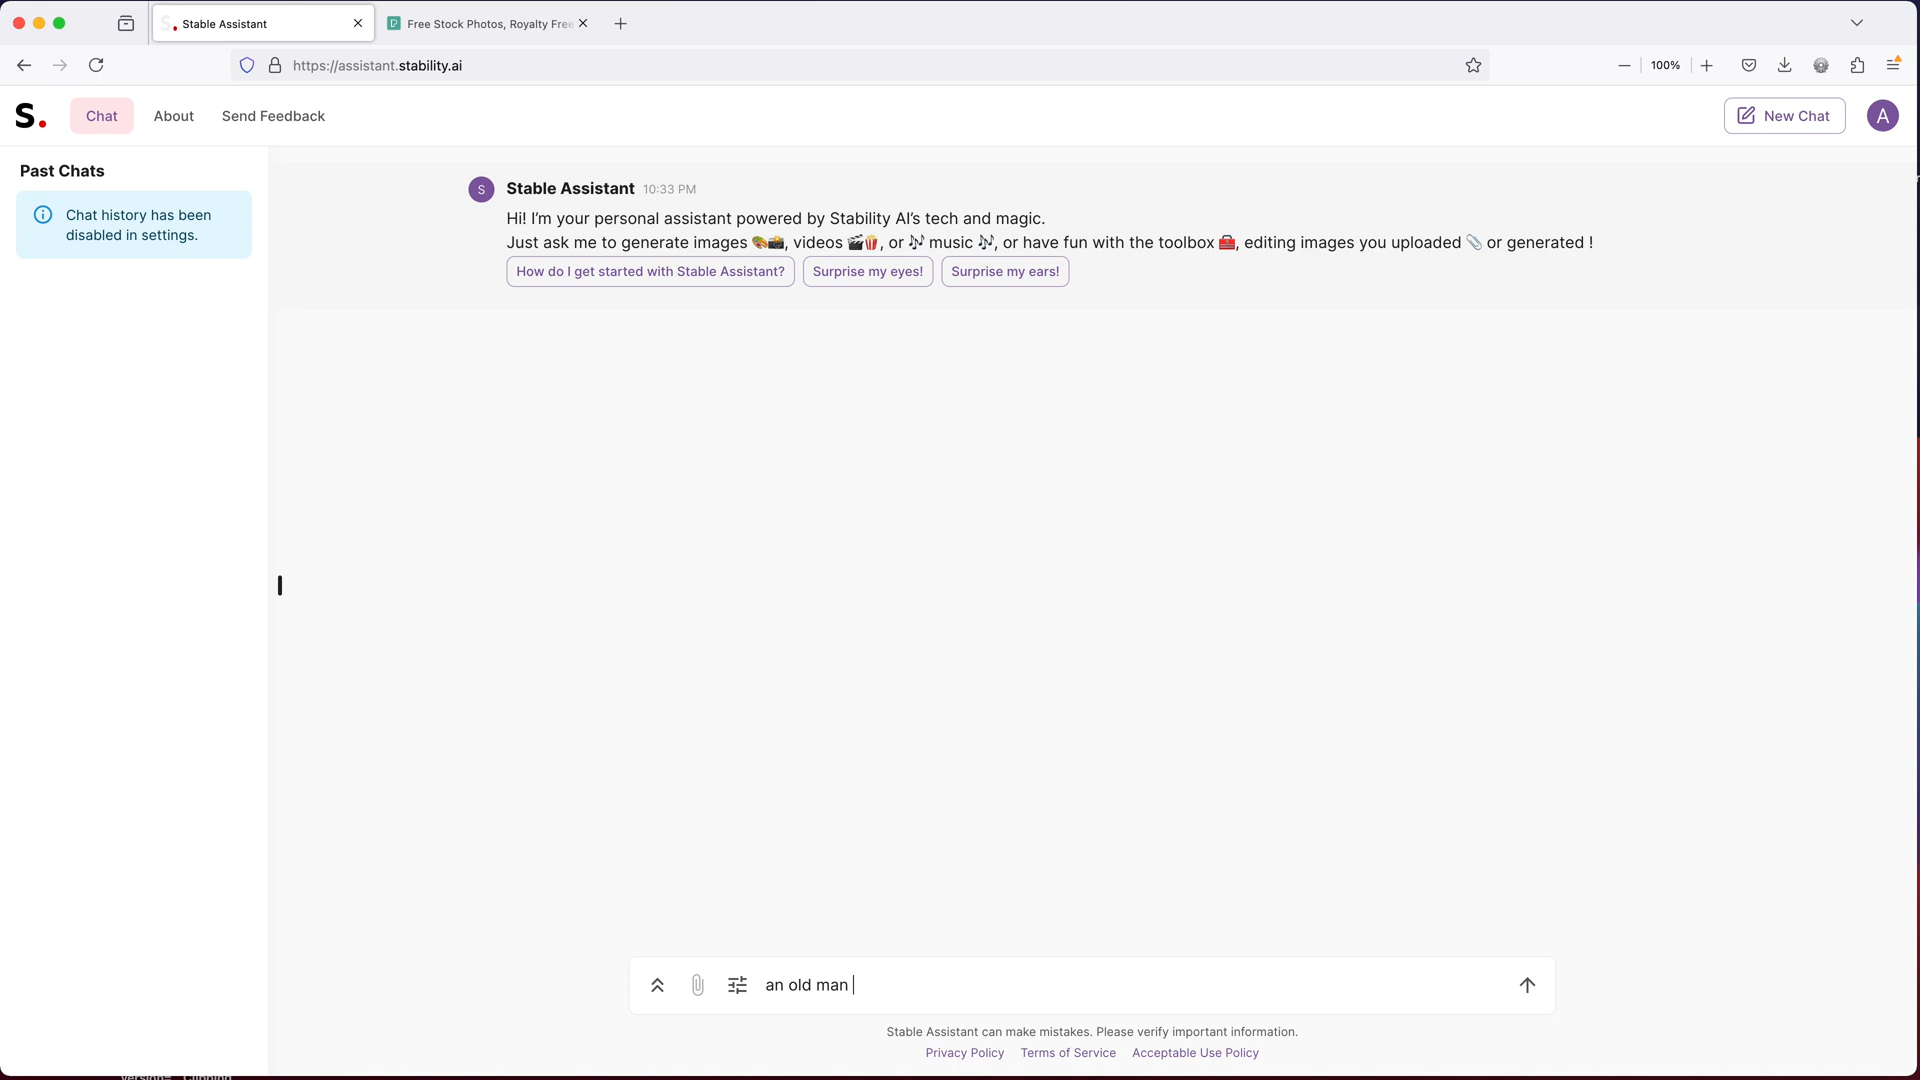 Stable Assistant
Free Stock Photos, Royalty Free
https://assistant.stability.ai
100%
S.
Chat
About
Send Feedback
New Chat
A
Past Chats
Chat history has been
disabled in settings.
S
Stable Assistant 10:33 PM
Hi! I'm your personal assistant powered by Stability AI's tech and magic.
Just ask me to generate images 🎨📸, videos 🎬🍿, or 🎶 music 🎶, or have fun with the toolbox 🧰, editing images you uploaded 📎 or generated !
How do I get started with Stable Assistant?
Surprise my eyes!
Surprise my ears!
an old man
Stable Assistant can make mistakes. Please verify important information.
Privacy Policy
Terms of Service
Acceptable Use Policy